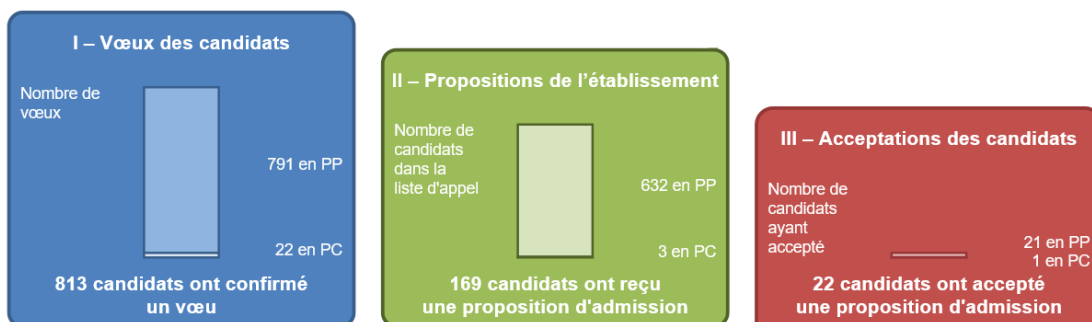 I – Vœux des candidats
Nombre de
vœux
791 en PP
22 en PC
813 candidats ont confirmé
un vœu
II – Propositions de l'établissement
Nombre de
candidats
dans la
liste d'appel
632 en PP
3 en PC
169 candidats ont reçu
une proposition d'admission
III – Acceptations des candidats
Nombre de
candidats
ayant
accepté
21 en PP
1 en PC
22 candidats ont accepté
une proposition d'admission